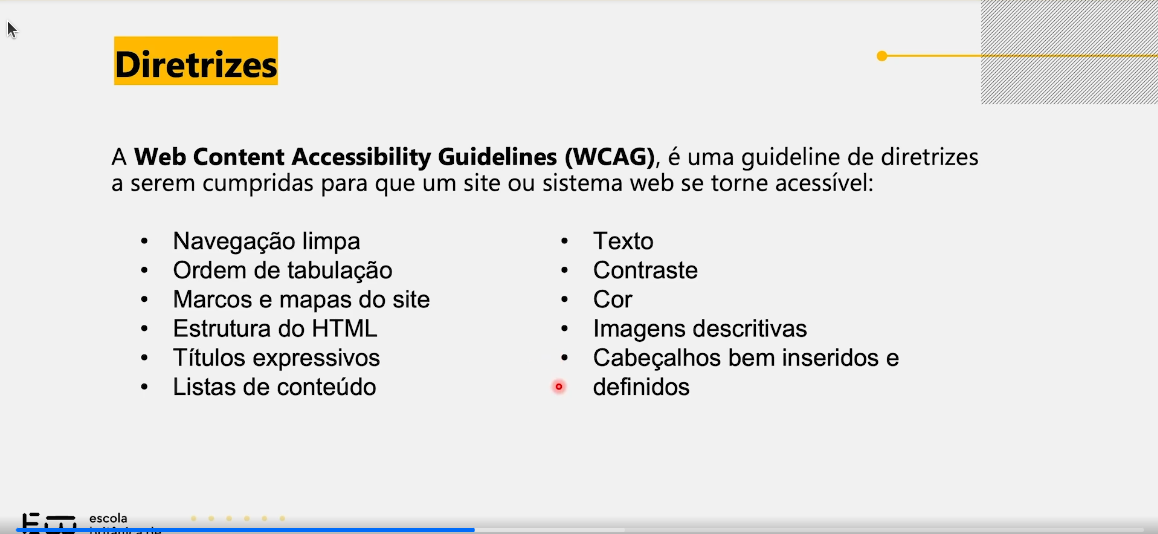 Diretrizes
A Web Content Accessibility Guidelines (WCAG), é uma guideline de diretrizes
a serem cumpridas para que um site ou sistema web se torne acessível:
• Navegação limpa
• Ordem de tabulação
• Marcos e mapas do site
• Estrutura do HTML
• Títulos expressivos
• Listas de conteúdo
• Texto
• Contraste
• Cor
• Imagens descritivas
• Cabeçalhos bem inseridos e
definidos
escola